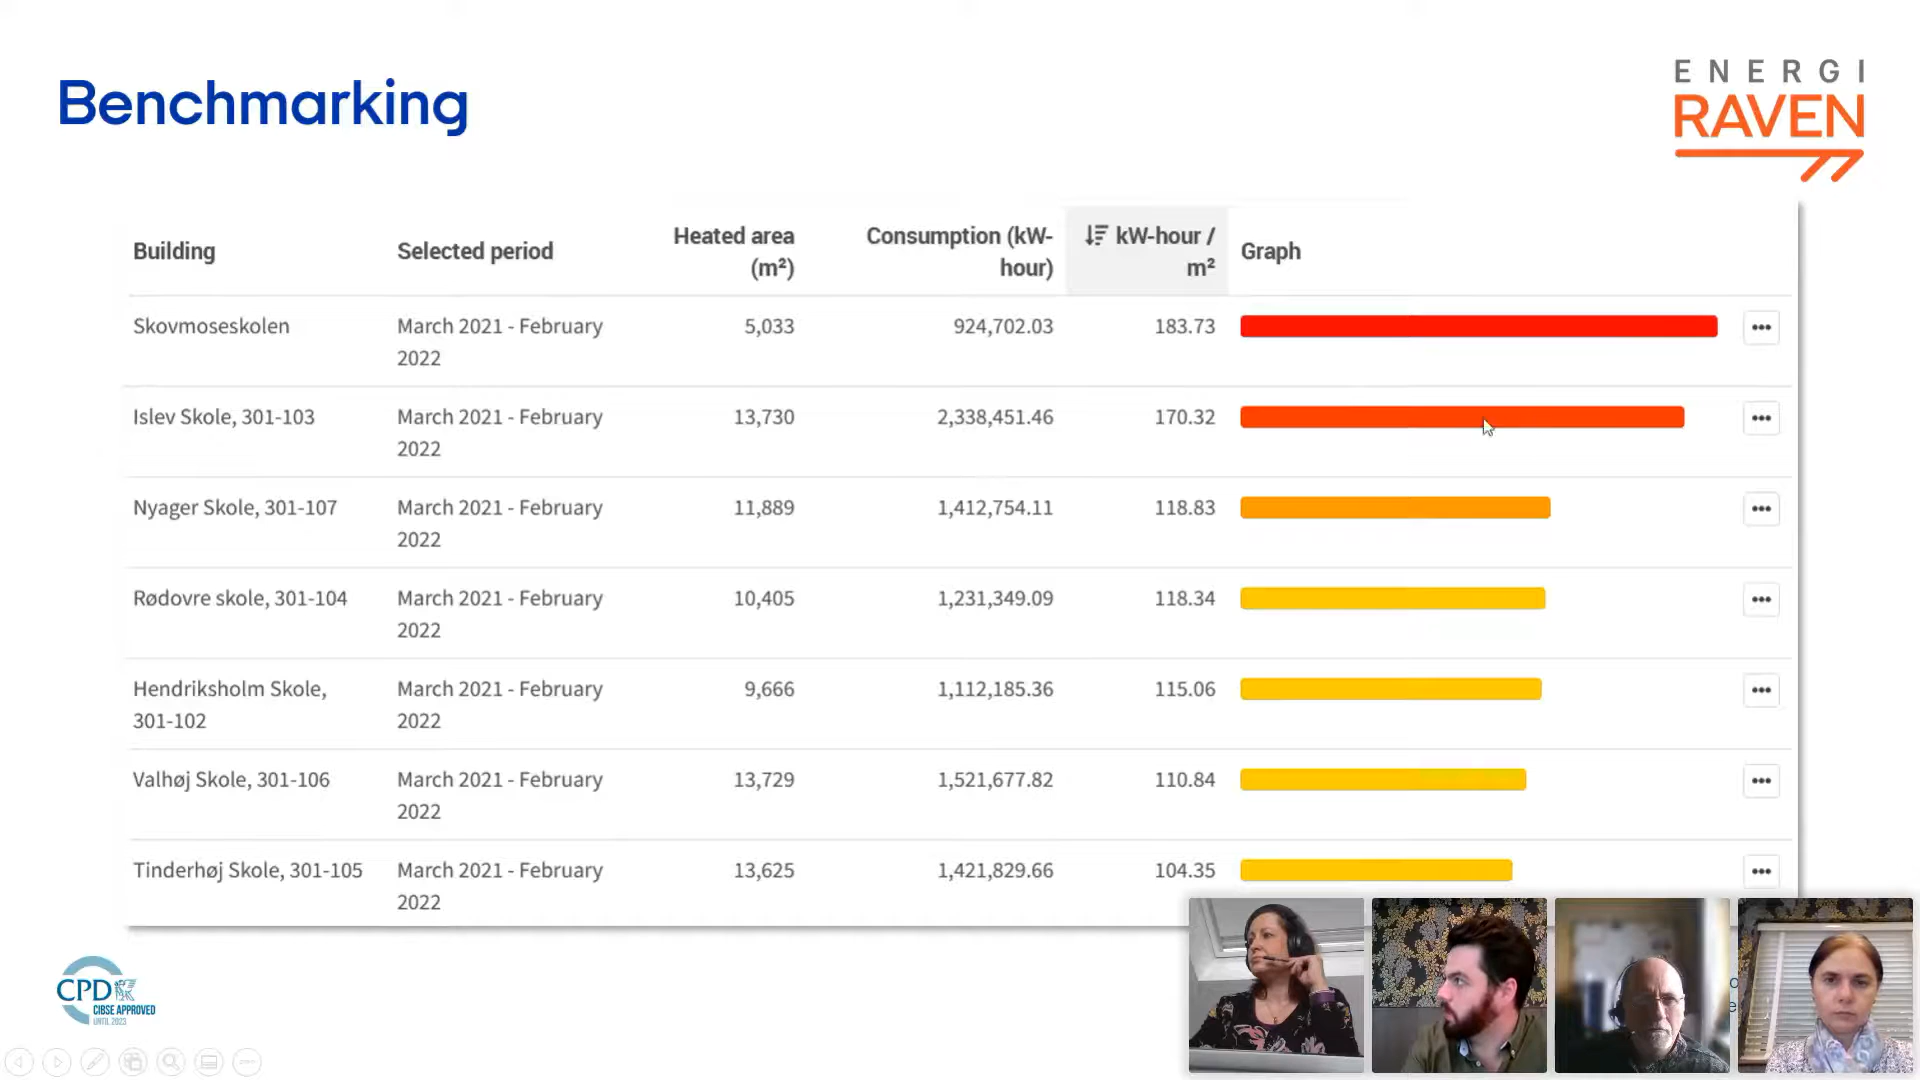 Benchmarking
ENERGI
RAVEN
Building Selected period Heated area (m²) Consumption (kW-hour) kW-hour / m² Graph
Skovmoseskolen March 2021 - February 2022 5,033 924,702.03 183.73
Islev Skole, 301-103 March 2021 - February 2022 13,730 2,338,451.46 170.32
Nyager Skole, 301-107 March 2021 - February 2022 11,889 1,412,754.11 118.83
Rødovre skole, 301-104 March 2021 - February 2022 10,405 1,231,349.09 118.34
Hendriksholm Skole, 301-102 March 2021 - February 2022 9,666 1,112,185.36 115.06
Valhøj Skole, 301-106 March 2021 - February 2022 13,729 1,521,677.82 110.84
Tinderhøj Skole, 301-105 March 2021 - February 2022 13,625 1,421,829.66 104.35
CPD
CIBSE APPROVED
UNTIL 2023